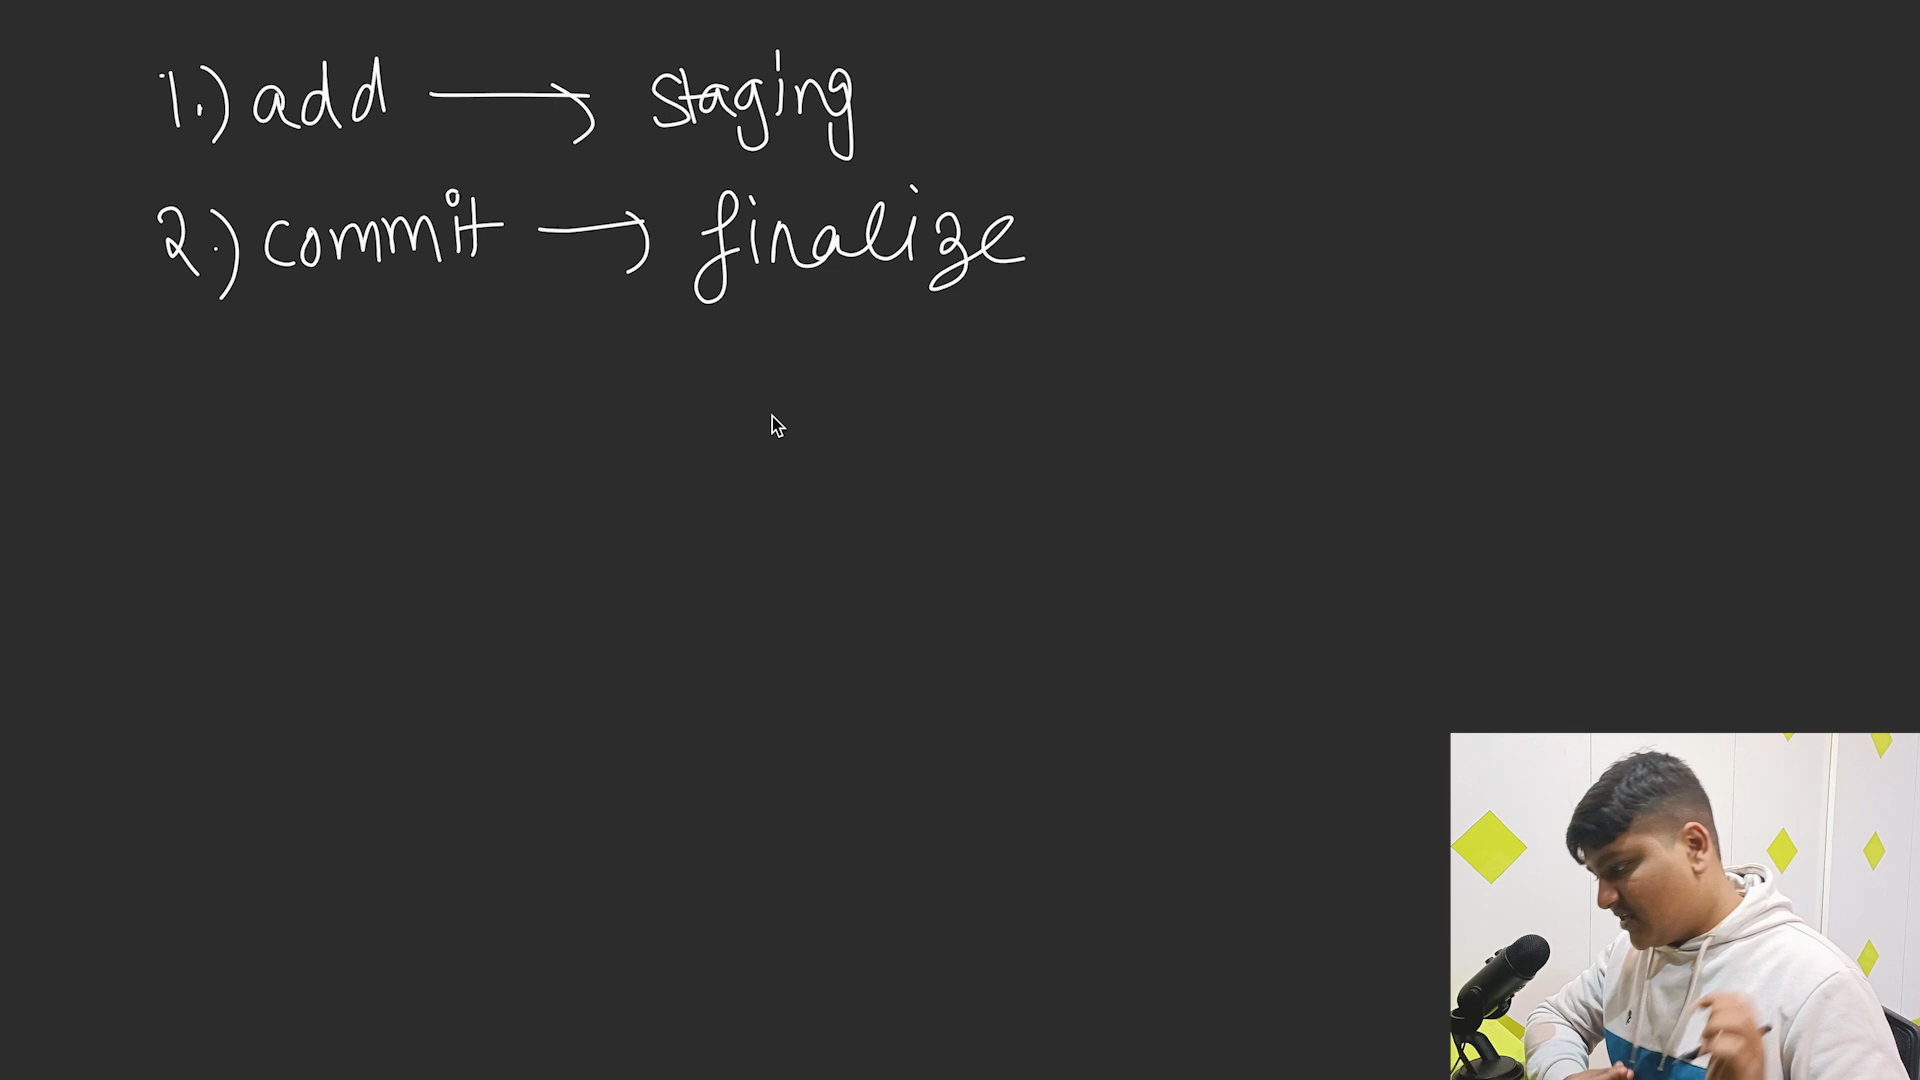 1.) add → staging
2.) commit → finalize